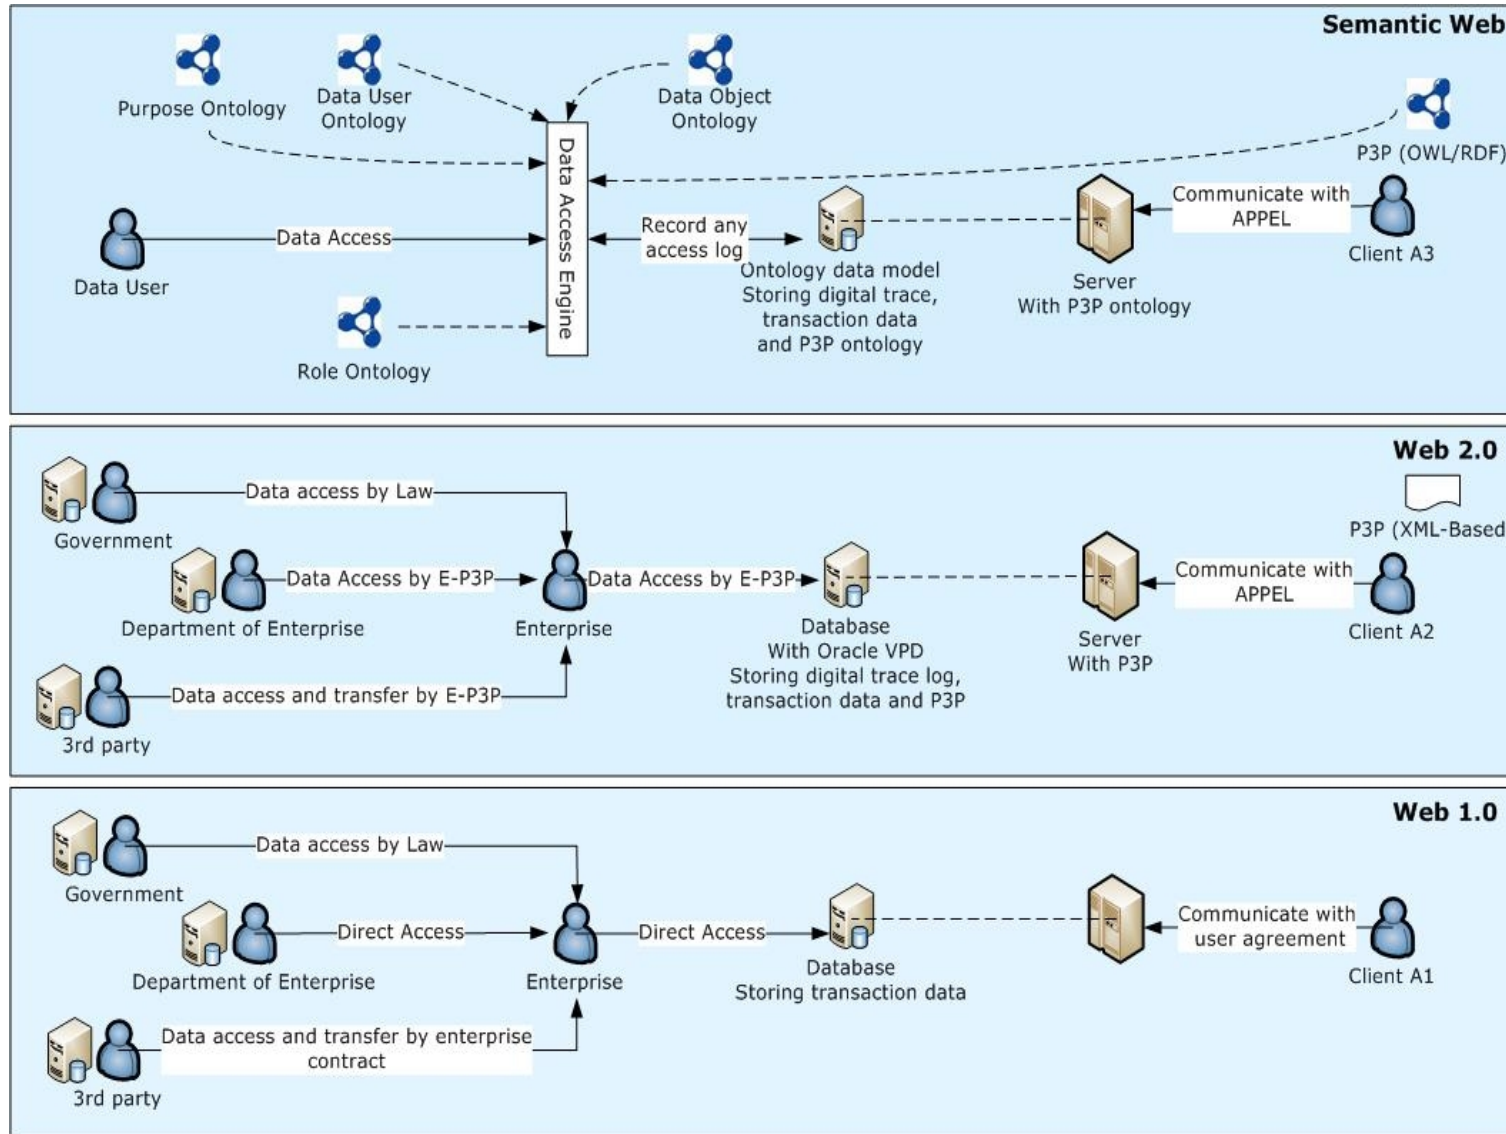 Semantic Web
Purpose Ontology
Data User
Ontology
Data Object
Ontology
P3P (OWL/RDF)
Data Access Engine
Data User
Data Access
Record any
access log
Ontology data model
Storing digital trace,
transaction data
and P3P ontology
Server
With P3P ontology
Communicate with
APPEL
Client A3
Role Ontology
Web 2.0
P3P (XML-Based
Government
Data access by Law
Department of Enterprise
Data Access by E-P3P
Enterprise
Data Access by E-P3P
Database
With Oracle VPD
Storing digital trace log,
transaction data and P3P
Server
With P3P
Communicate with
APPEL
Client A2
3rd party
Data access and transfer by E-P3P
Web 1.0
Government
Data access by Law
Department of Enterprise
Direct Access
Enterprise
Direct Access
Database
Storing transaction data
Communicate with
user agreement
Client A1
3rd party
Data access and transfer by enterprise
contract